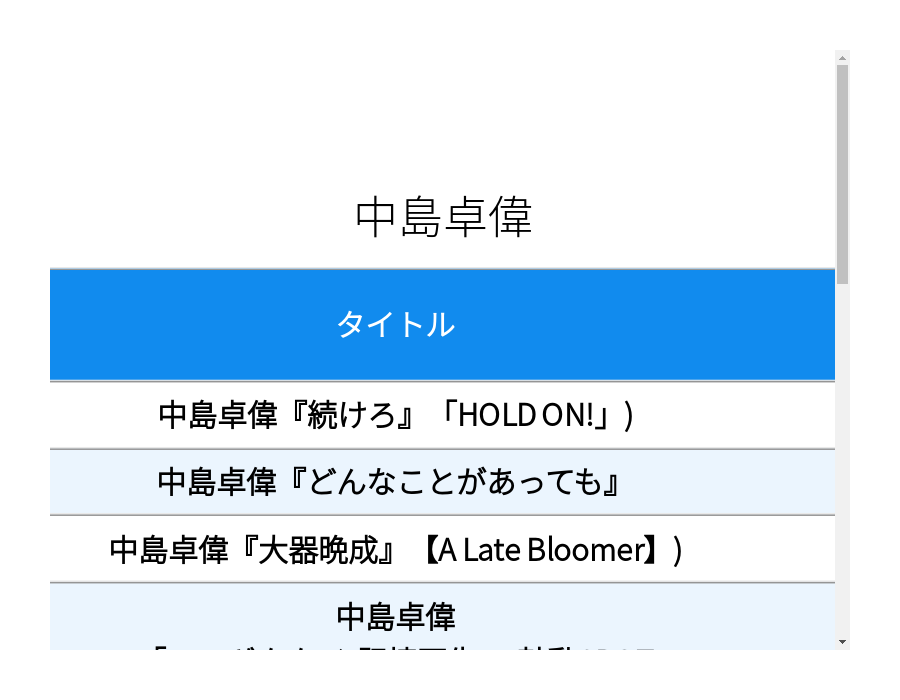 中島卓偉
タイトル
中島卓偉『続けろ』「HOLD ON!」)
中島卓偉『どんなことがあっても』
中島卓偉『大器晩成』【A Late Bloomer】)
中島卓偉